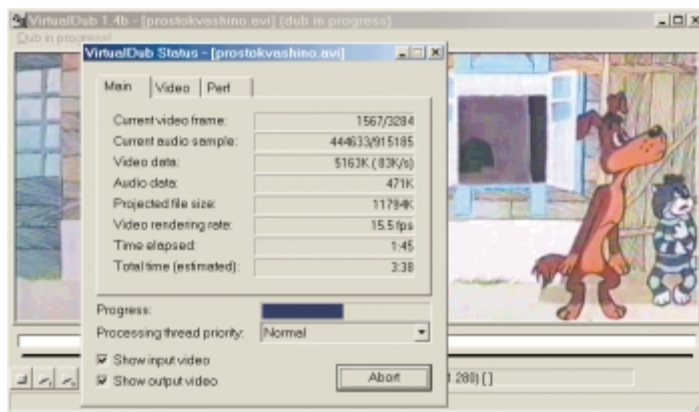 VirtualDub 1.4b - [prostokvashino.avi] (dub in progress)
Dub in progress!
VirtualDub Status - [prostokvashino.avi]
Main Video Perf
Current video frame: 1567/3284
Current audio sample: 444633/915185
Video data: 5163K (83K/s)
Audio data: 471K
Projected file size: 11794K
Video rendering rate: 15.5 fps
Time elapsed: 1:45
Total time (estimated): 3:38
Progress:
Processing thread priority: Normal
Show input video
Show output video
Abort
1.280) [ ]